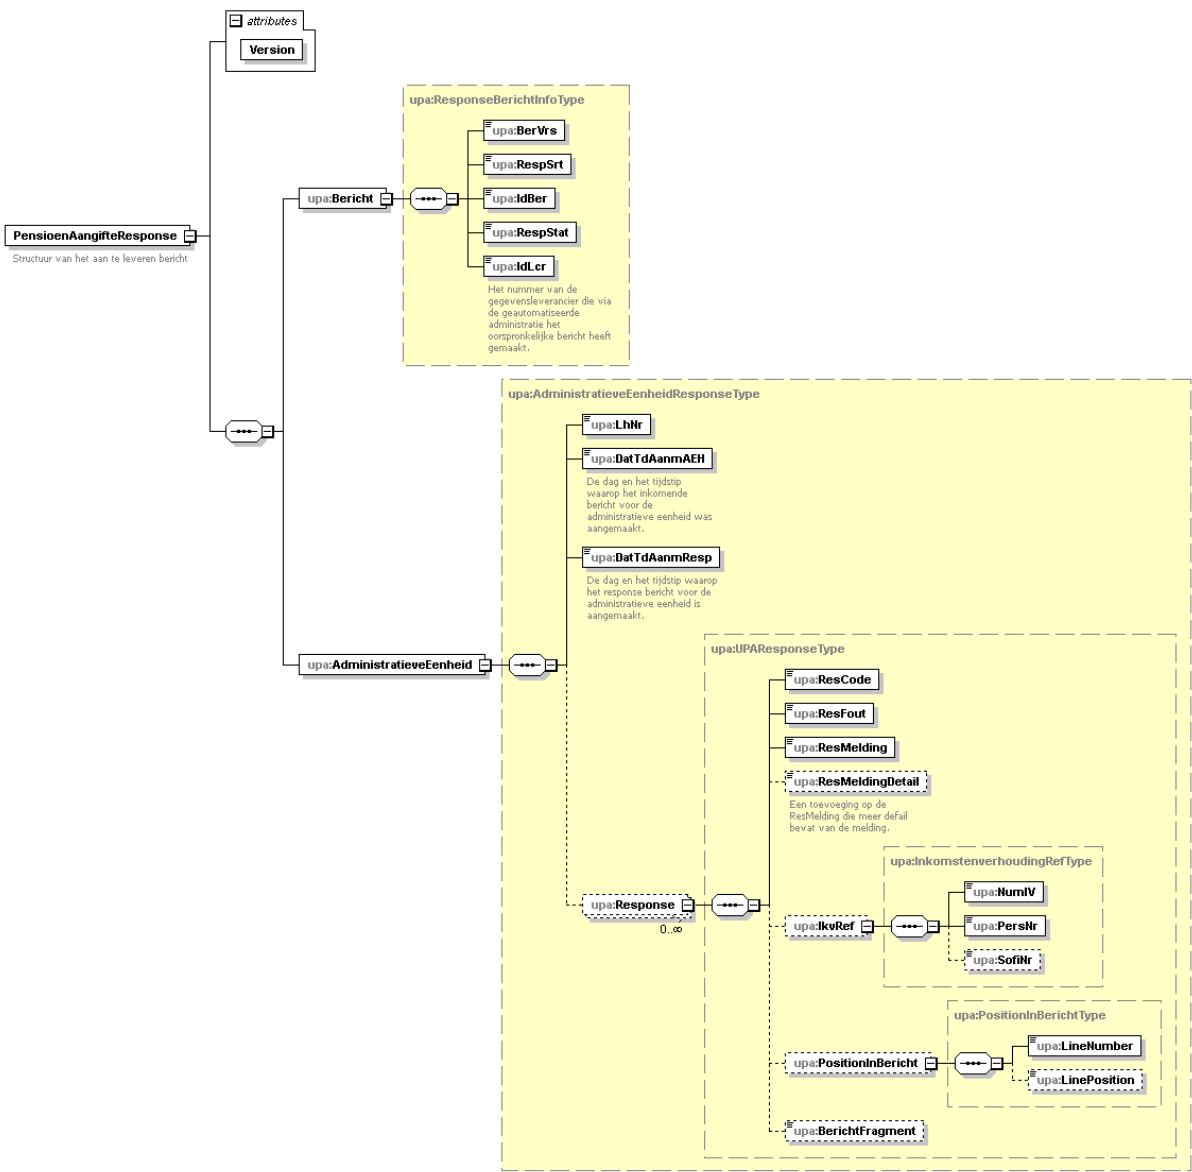 attributes
Version
upa:ResponseBerichtInfoType
upa:BerVrs
upa:RespSrt
upa:Bericht
upa:IdBer
upa:RespStat
PensioenAangifteResponse
Structuur van het aan te leveren bericht
upa:IdLcr
Het nummer van de
gegevensleverancier die via
de geautomatiseerde
administratie het
oorspronkelijke bericht heeft
gemaakt.
upa:AdministratieveEenheidResponseType
upa:LhNr
upa:DatTdAanmAEH
De dag en het tijdstip
waarop het inkomende
bericht voor de
administratieve eenheid was
aangemaakt.
upa:DatTdAanmResp
De dag en het tijdstip waarop
het response bericht voor de
administratieve eenheid is
aangemaakt.
upa:AdministratieveEenheid
upa:UPAResponseType
upa:ResCode
upa:ResFout
upa:ResMelding
upa:ResMeldingDetail
Een toevoeging op de
ResMelding die meer defail
bevat van de melding.
upa:InkomstenverhoudingRefType
upa:NumIV
upa:Response
0..∞
upa:IkvRef
upa:PersNr
upa:SofiNr
upa:PositionInBerichtType
upa:LineNumber
upa:PositionInBericht
upa:LinePosition
upa:BerichtFragment